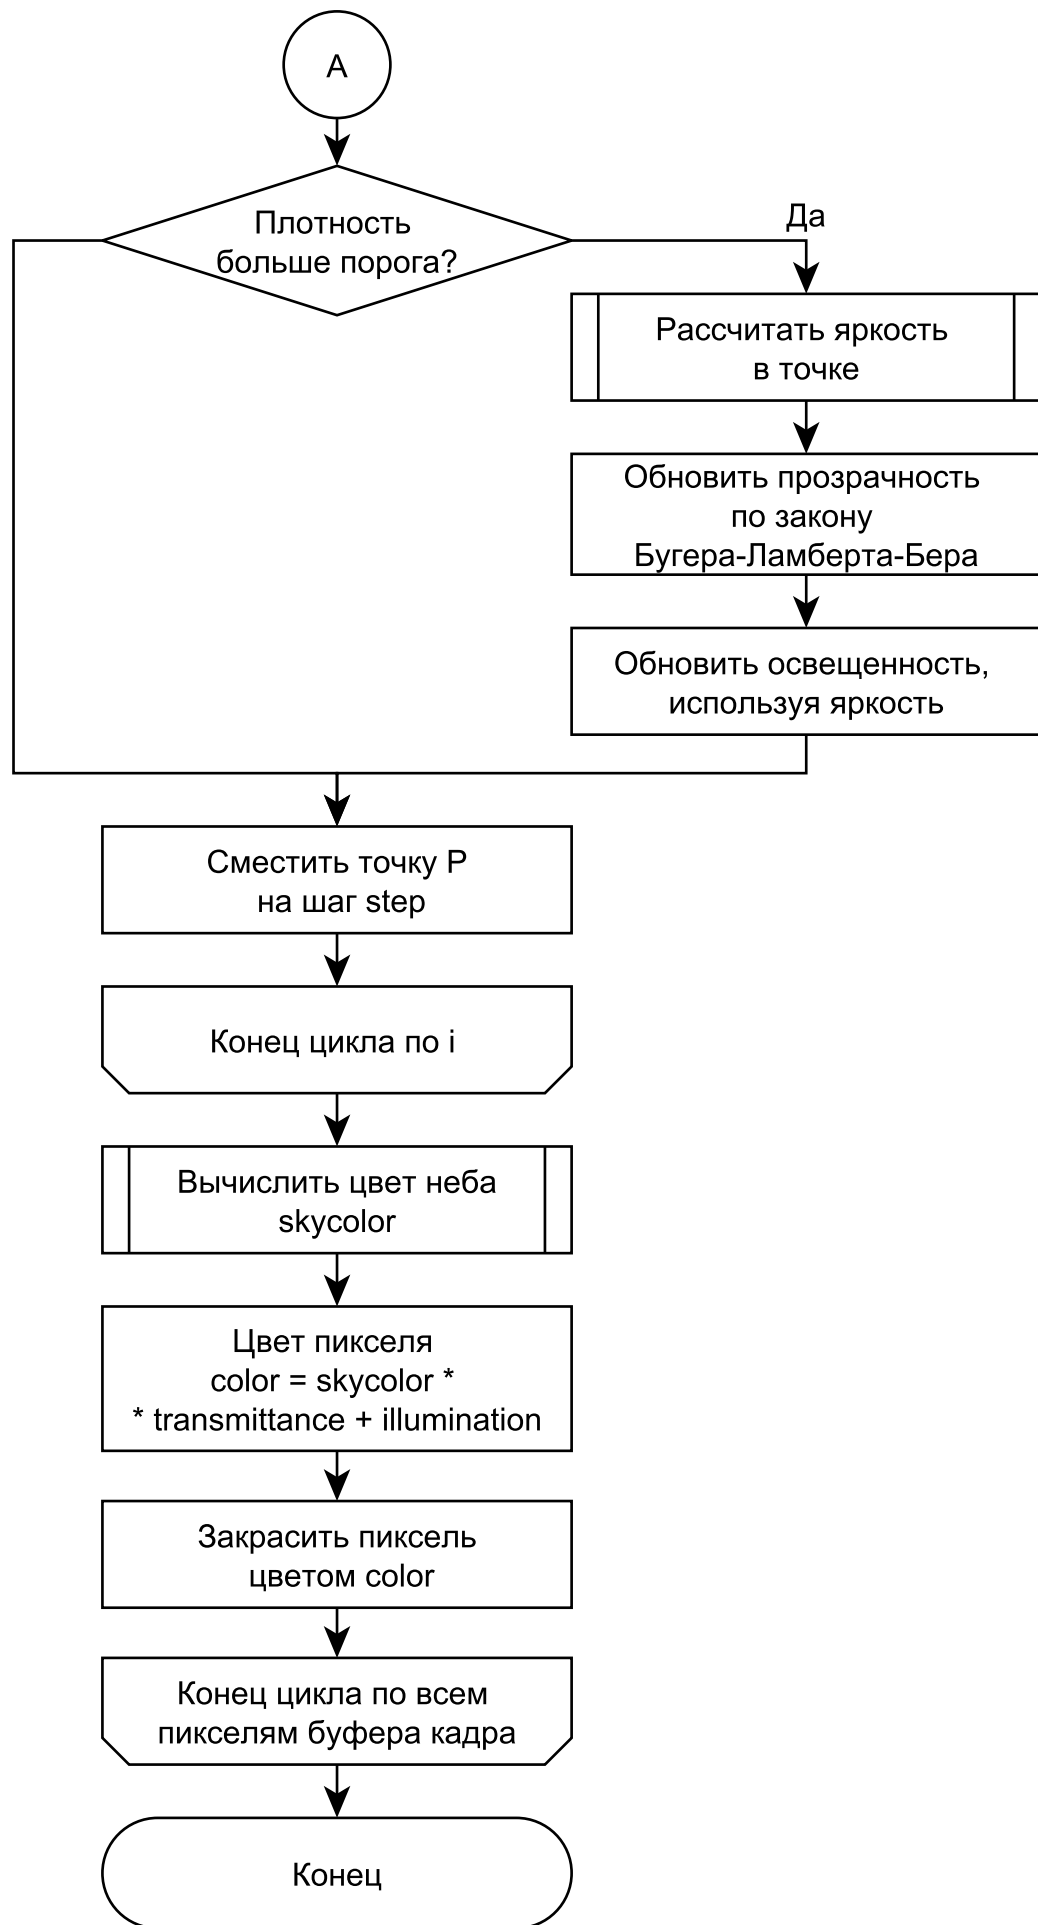 A
Плотность
больше порога?
Да
Рассчитать яркость
в точке
Обновить прозрачность
по закону
Бугера-Ламберта-Бера
Обновить освещенность,
используя яркость
Сместить точку P
на шаг step
Конец цикла по i
Вычислить цвет неба
skycolor
Цвет пикселя
color = skycolor *
* transmittance + illumination
Закрасить пиксель
цветом color
Конец цикла по всем
пикселям буфера кадра
Конец